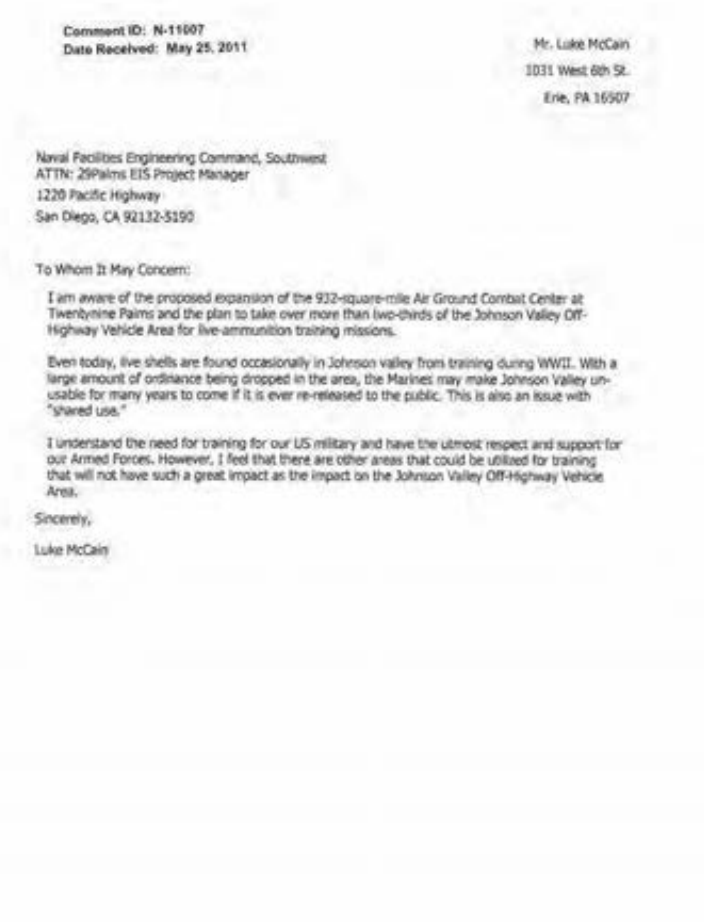 Comment ID: N-11607
Date Received: May 25, 2011
Mr. Luke McCain
1031 West 6th St.
Erie, PA 16507
Naval Facilities Engineering Command, Southwest
ATTN: 29Palms EIS Project Manager
1220 Pacific Highway
San Diego, CA 92132-5190
To Whom It May Concern:
I am aware of the proposed expansion of the 932-square-mile Air Ground Combat Center at
Twentynine Palms and the plan to take over more than two-thirds of the Johnson Valley Off-
Highway Vehicle Area for live-ammunition training missions.
Even today, live shells are found occasionally in Johnson valley from training during WWII. With a
large amount of ordinance being dropped in the area, the Marines may make Johnson Valley un-
usable for many years to come if it is ever re-released to the public. This is also an issue with
"shared use."
I understand the need for training for our US military and have the utmost respect and support for
our Armed Forces. However, I feel that there are other areas that could be utilized for training
that will not have such a great impact as the impact on the Johnson Valley Off-Highway Vehicle
Area.
Sincerely,
Luke McCain